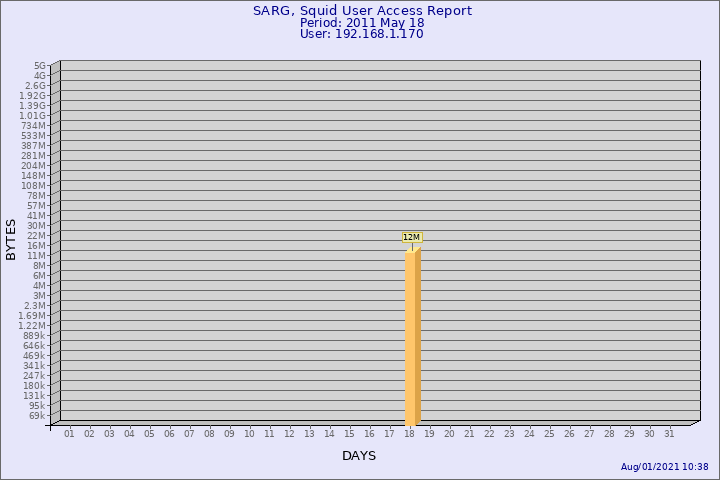 SARG, Squid User Access Report
Period: 2011 May 18
User: 192.168.1.170
5G
4G
2.6G
1.92G
1.39G
1.01G
734M
533M
387M
281M
204M
148M
108M
78M
57M
41M
30M
22M
16M
11M
8M
6M
4M
3M
2.3M
1.69M
1.22M
889k
646k
469k
341k
247k
180k
131k
95k
69k
BYTES
12M
01 02 03 04 05 06 07 08 09 10 11 12 13 14 15 16 17 18 19 20 21 22 23 24 25 26 27 28 29 30 31
DAYS
Aug/01/2021 10:38